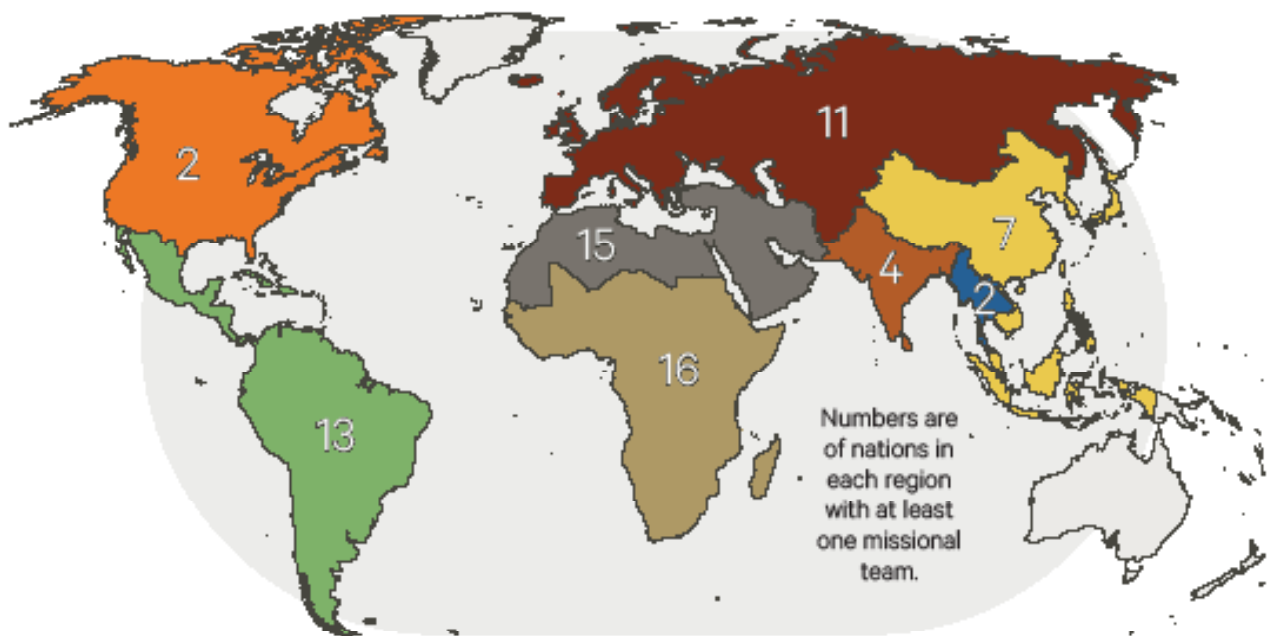 11
2
7
15
4
2
16
13
Numbers are
of nations in
each region
with at least
one missional
team.